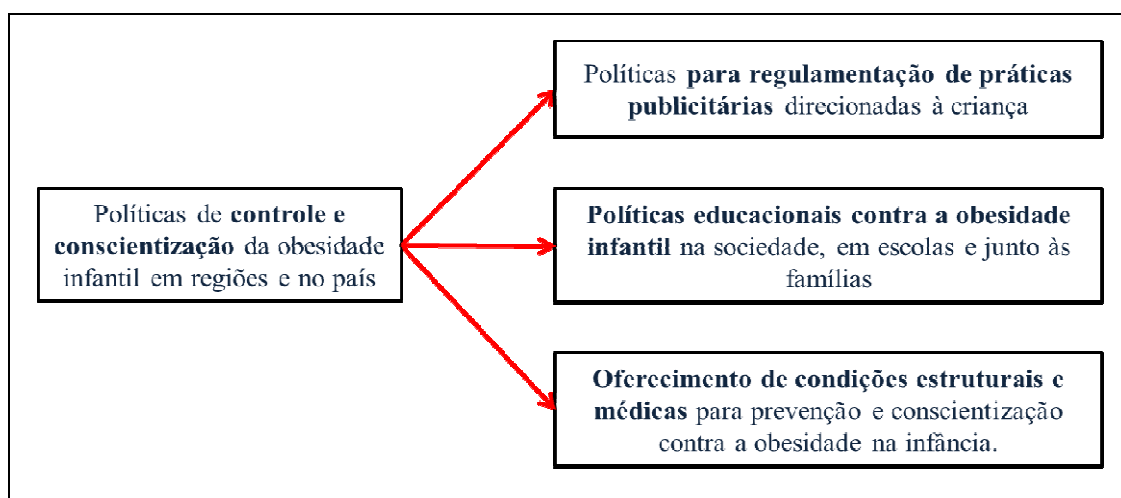 Políticas para regulamentação de práticas
publicitárias direcionadas à criança
Políticas de controle e
conscientização da obesidade
infantil em regiões e no país
Políticas educacionais contra a obesidade
infantil na sociedade, em escolas e junto às
famílias
Oferecimento de condições estruturais e
médicas para prevenção e conscientização
contra a obesidade na infância.